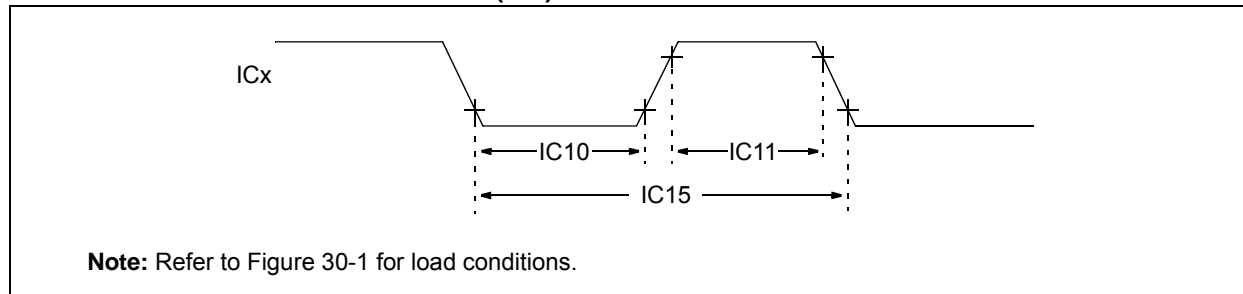 ICx
IC10
IC11
IC15
Note: Refer to Figure 30-1 for load conditions.